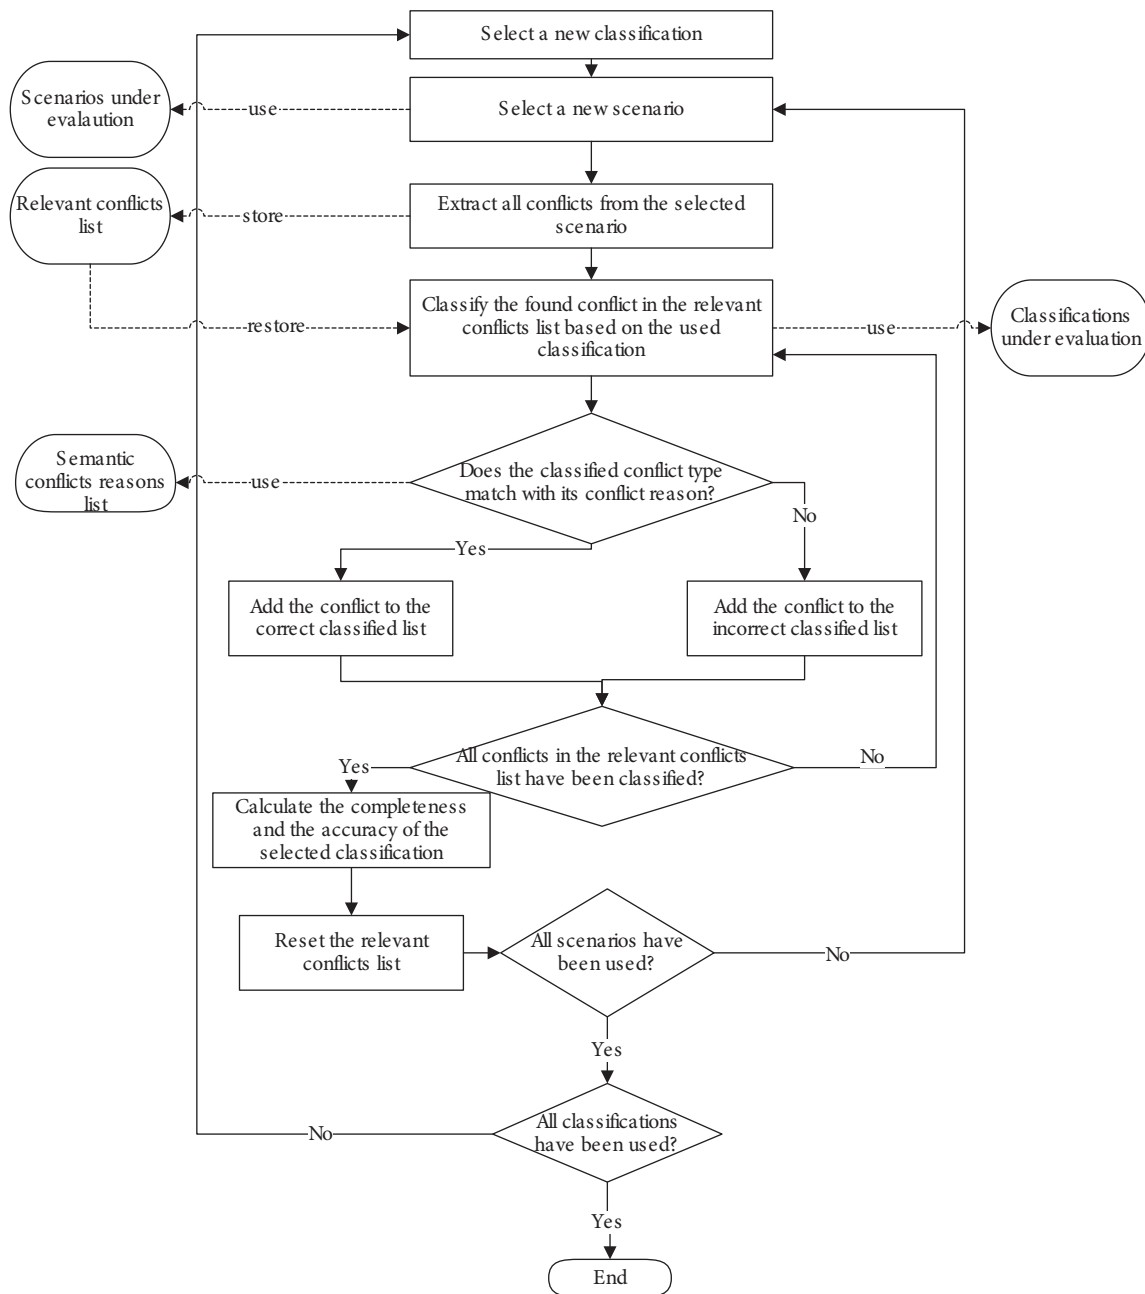 Select a new classification
Scenarios under
evalaution
use
Select a new scenario
Relevant conflicts
list
store
Extract all conflicts from the selected
scenario
restore
Classify the found conflict in the relevant
conflicts list based on the used
classification
use
Classifications
under evaluation
Semantic
conflicts reasons
list
use
Does the classified conflict type
match with its conflict reason?
No
Yes
Add the conflict to the
correct classified list
Add the conflict to the
incorrect classified list
All conflicts in the relevant conflicts
list have been classified?
No
Yes
Calculate the completeness
and the accuracy of the
selected classification
Reset the relevant
conflicts list
All scenarios have
been used?
No
Yes
All classifications
have been used?
No
Yes
End